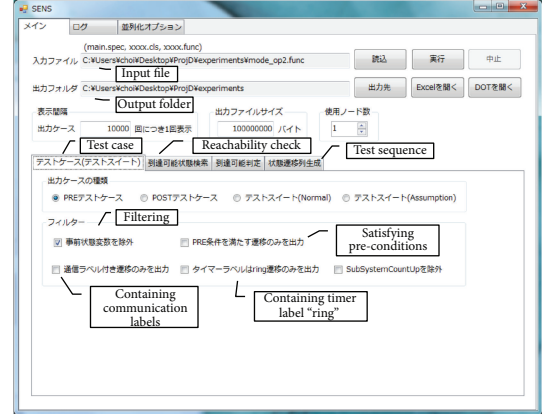 SENS
メイン ログ 並列化オプション
(main.spec, xxxx.cls, xxxx.func)
入力ファイル C:¥Users¥choi¥Desktop¥ProjD¥experiments¥mode_op2.func 読込 実行 中止
Input file
出力フォルダ C:¥Users¥choi¥Desktop¥ProjD¥experiments 出力先 Excelを開く DOTを開く
Output folder
表示間隔 出力ファイルサイズ 使用ノード数
出力ケース 10000 回につき1回表示 100000000 バイト 1
Test case Reachability check Test sequence
テストケース(テストスイート) 到達可能状態検索 到達可能判定 状態遷移列生成
出力ケースの種類
PREテストケース POSTテストケース テストスイート(Normal) テストスイート(Assumption)
フィルター Filtering
Satisfying
pre-conditions
事前状態変数を除外 PRE条件を満たす遷移のみを出力
通信ラベル付き遷移のみを出力 タイマーラベルはring遷移のみを出力 SubSystemCountUpを除外
Containing
communication
labels
Containing timer
label “ring”